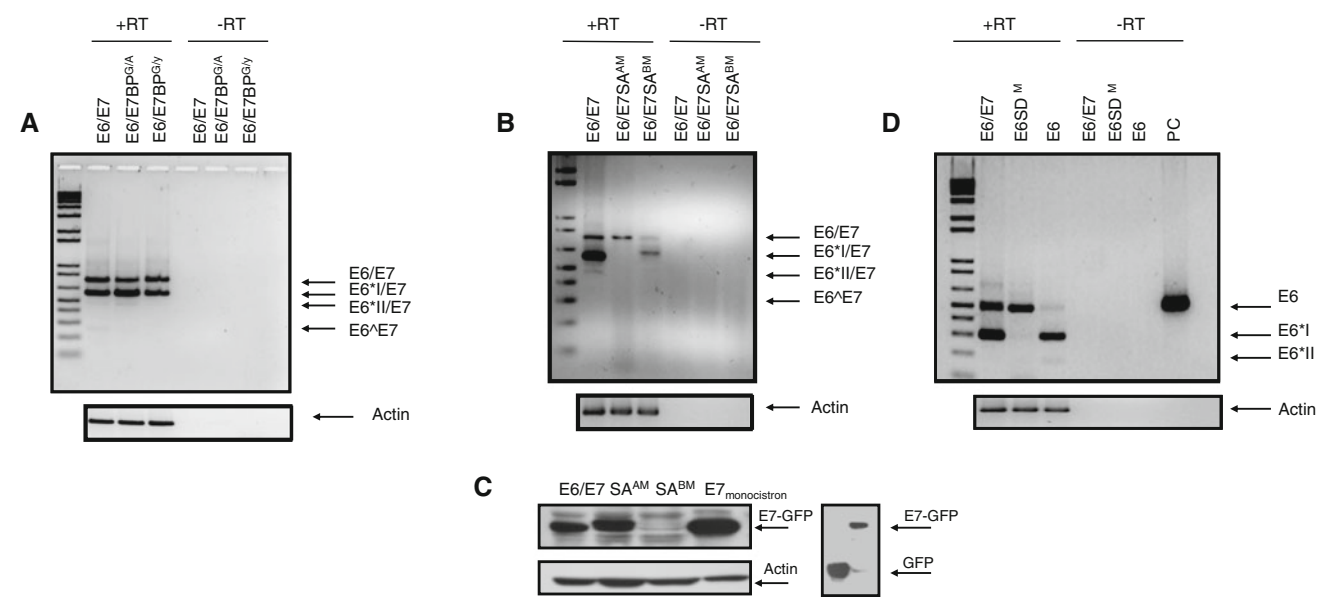 A
+RT
-RT
E6/E7
E6/E7BP^G/A
E6/E7BP^G/y
E6/E7
E6/E7BP^G/A
E6/E7BP^G/y
E6/E7
E6*I/E7
E6*II/E7
E6^E7
Actin
B
+RT
-RT
E6/E7
E6/E7SA^AM
E6/E7SA^BM
E6/E7
E6/E7SA^AM
E6/E7SA^BM
E6/E7
E6*I/E7
E6*II/E7
E6^E7
Actin
D
+RT
-RT
E6/E7
E6SD^M
E6
E6/E7
E6SD^M
E6
PC
E6
E6*I
E6*II
Actin
C
E6/E7 SA^AM SA^BM E7_monocistron
E7-GFP
Actin
E7-GFP
GFP